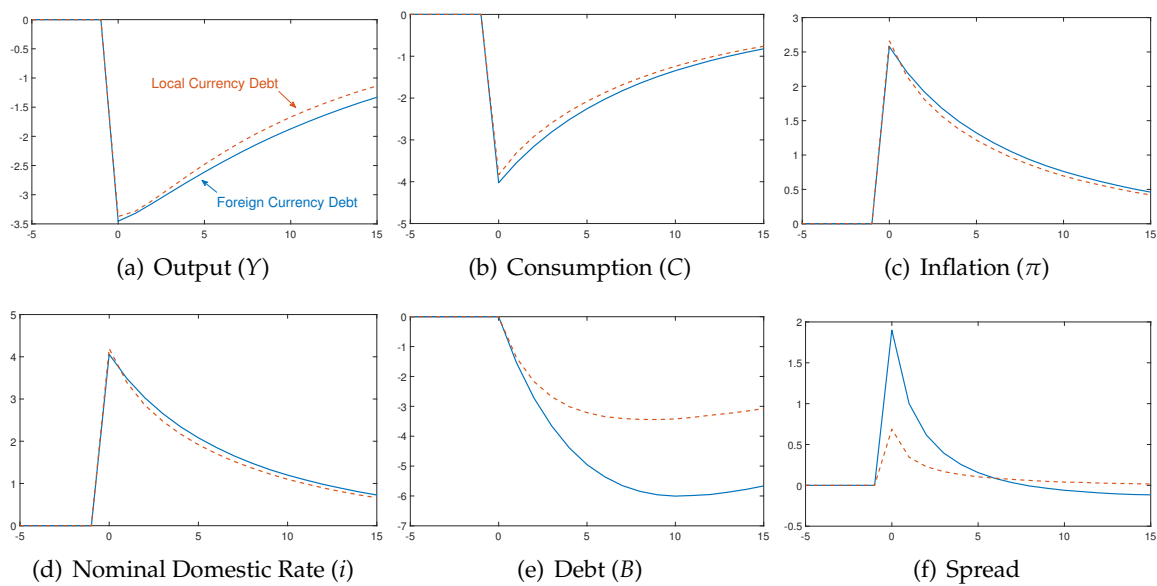 0
-0.5
-1
-1.5
-2
-2.5
-3
-3.5
-5 0 5 10 15
Local Currency Debt
Foreign Currency Debt
(a) Output (Y)
0
-1
-2
-3
-4
-5
-5 0 5 10 15
(b) Consumption (C)
3
2.5
2
1.5
1
0.5
0
-5 0 5 10 15
(c) Inflation (π)
5
4
3
2
1
0
-5 0 5 10 15
(d) Nominal Domestic Rate (i)
0
-1
-2
-3
-4
-5
-6
-7
-5 0 5 10 15
(e) Debt (B)
2
1.5
1
0.5
0
-0.5
-5 0 5 10 15
(f) Spread